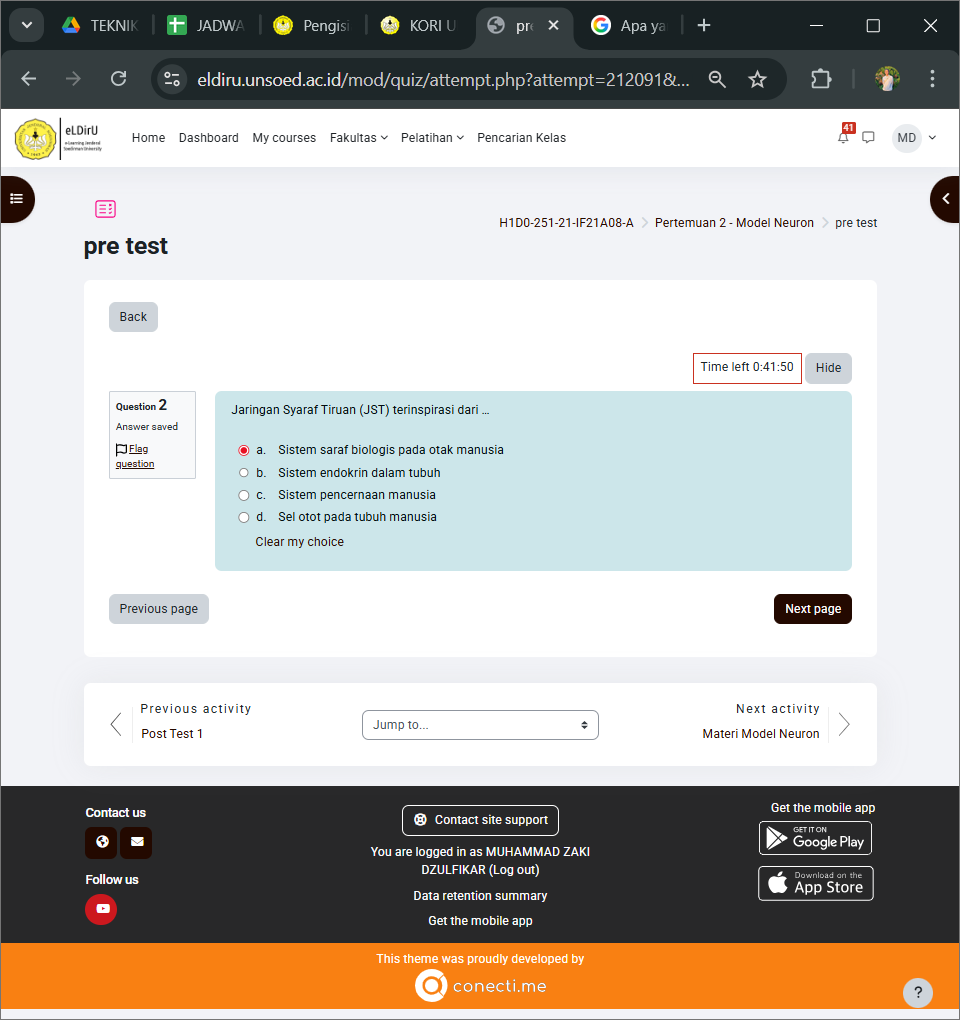 TEKNIK
JADWA
Pengisi
KORI U
pre
Apa ya
eldiru.unsoed.ac.id/mod/quiz/attempt.php?attempt=212091&...
eLDirU
e-Learning Jenderal
Soedirman University
Home
Dashboard
My courses
Fakultas
Pelatihan
Pencarian Kelas
41
MD
H1D0-251-21-IF21A08-A
Pertemuan 2 - Model Neuron
pre test
pre test
Back
Time left 0:41:50
Hide
Question 2
Answer saved
Flag
question
Jaringan Syaraf Tiruan (JST) terinspirasi dari ...
a. Sistem saraf biologis pada otak manusia
b. Sistem endokrin dalam tubuh
c. Sistem pencernaan manusia
d. Sel otot pada tubuh manusia
Clear my choice
Previous page
Next page
Previous activity
Post Test 1
Jump to...
Next activity
Materi Model Neuron
Contact us
Follow us
Contact site support
You are logged in as MUHAMMAD ZAKI
DZULFIKAR (Log out)
Data retention summary
Get the mobile app
Get the mobile app
GET IT ON
Google Play
Download on the
App Store
This theme was proudly developed by
conecti.me
?